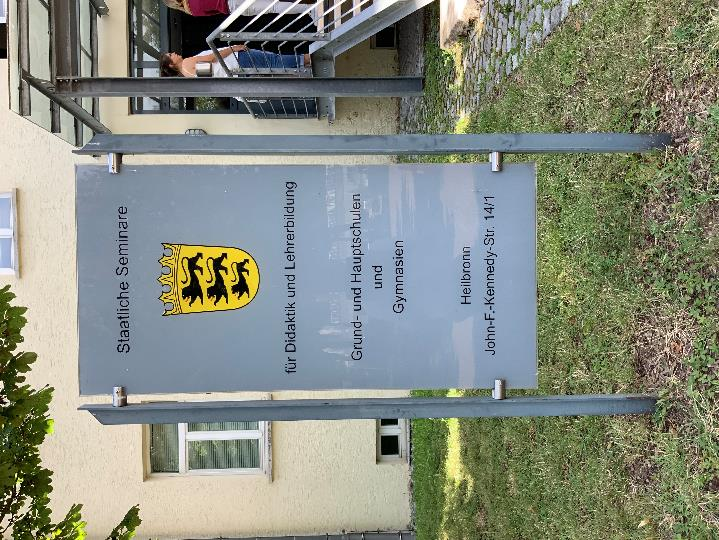 Staatliche Seminare
für Didaktik und Lehrerbildung
Grund- und Hauptschulen
und
Gymnasien
Heilbronn
John-F.-Kennedy-Str. 14/1